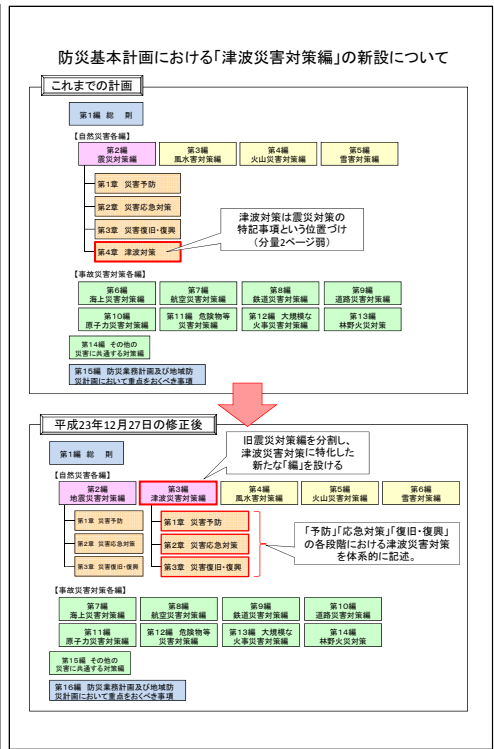 防災基本計画における｢津波災害対策編｣の新設について
これまでの計画
第1編 総 則
【自然災害各編】
第2編
震災対策編
第3編
風水害対策編
第4編
火山災害対策編
第5編
雪害対策編
第1章 災害予防
第2章 災害応急対策
第3章 災害復旧・復興
第4章 津波対策
津波対策は震災対策の
特記事項という位置づけ
(分量2ページ弱)
【事故災害対策各編】
第6編
海上災害対策編
第7編
航空災害対策編
第8編
鉄道災害対策編
第9編
道路災害対策編
第10編
原子力災害対策編
第11編 危険物等
災害対策編
第12編 大規模な
火事災害対策編
第13編
林野火災対策
第14編 その他の
災害に共通する対策編
第15編 防災業務計画及び地域防
災計画において重点をおくべき事項
平成23年12月27日の修正後
旧震災対策編を分割し、
津波災害対策に特化した
新たな「編」を設ける
第1編 総 則
【自然災害各編】
第2編
地震災害対策編
第3編
津波災害対策編
第4編
風水害対策編
第5編
火山災害対策編
第6編
雪害対策編
第1章 災害予防
第2章 災害応急対策
第3章 災害復旧・復興
第1章 災害予防
第2章 災害応急対策
第3章 災害復旧・復興
「予防」「応急対策」「復旧・復興」
の各段階における津波災害対策
を体系的に記述。
【事故災害対策各編】
第7編
海上災害対策編
第8編
航空災害対策編
第9編
鉄道災害対策編
第10編
道路災害対策編
第11編
原子力災害対策編
第12編 危険物等
災害対策編
第13編 大規模な
火事災害対策編
第14編
林野火災対策
第15編 その他の
災害に共通する対策編
第16編 防災業務計画及び地域防
災計画において重点をおくべき事項